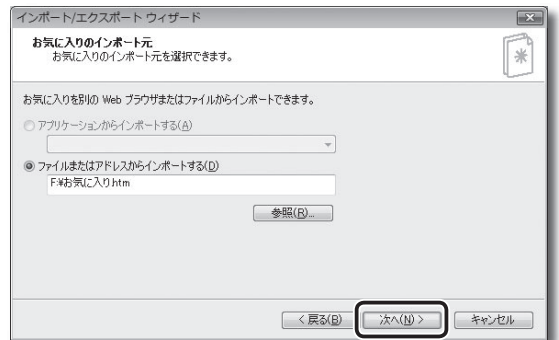 インポート/エクスポート ウィザード
お気に入りのインポート元
お気に入りのインポート元を選択できます。
お気に入りを別の Web ブラウザまたはファイルからインポートできます。
アプリケーションからインポートする(A)
ファイルまたはアドレスからインポートする(D)
F:¥お気に入り.htm
参照(R)...
< 戻る(B)
次へ(N) >
キャンセル